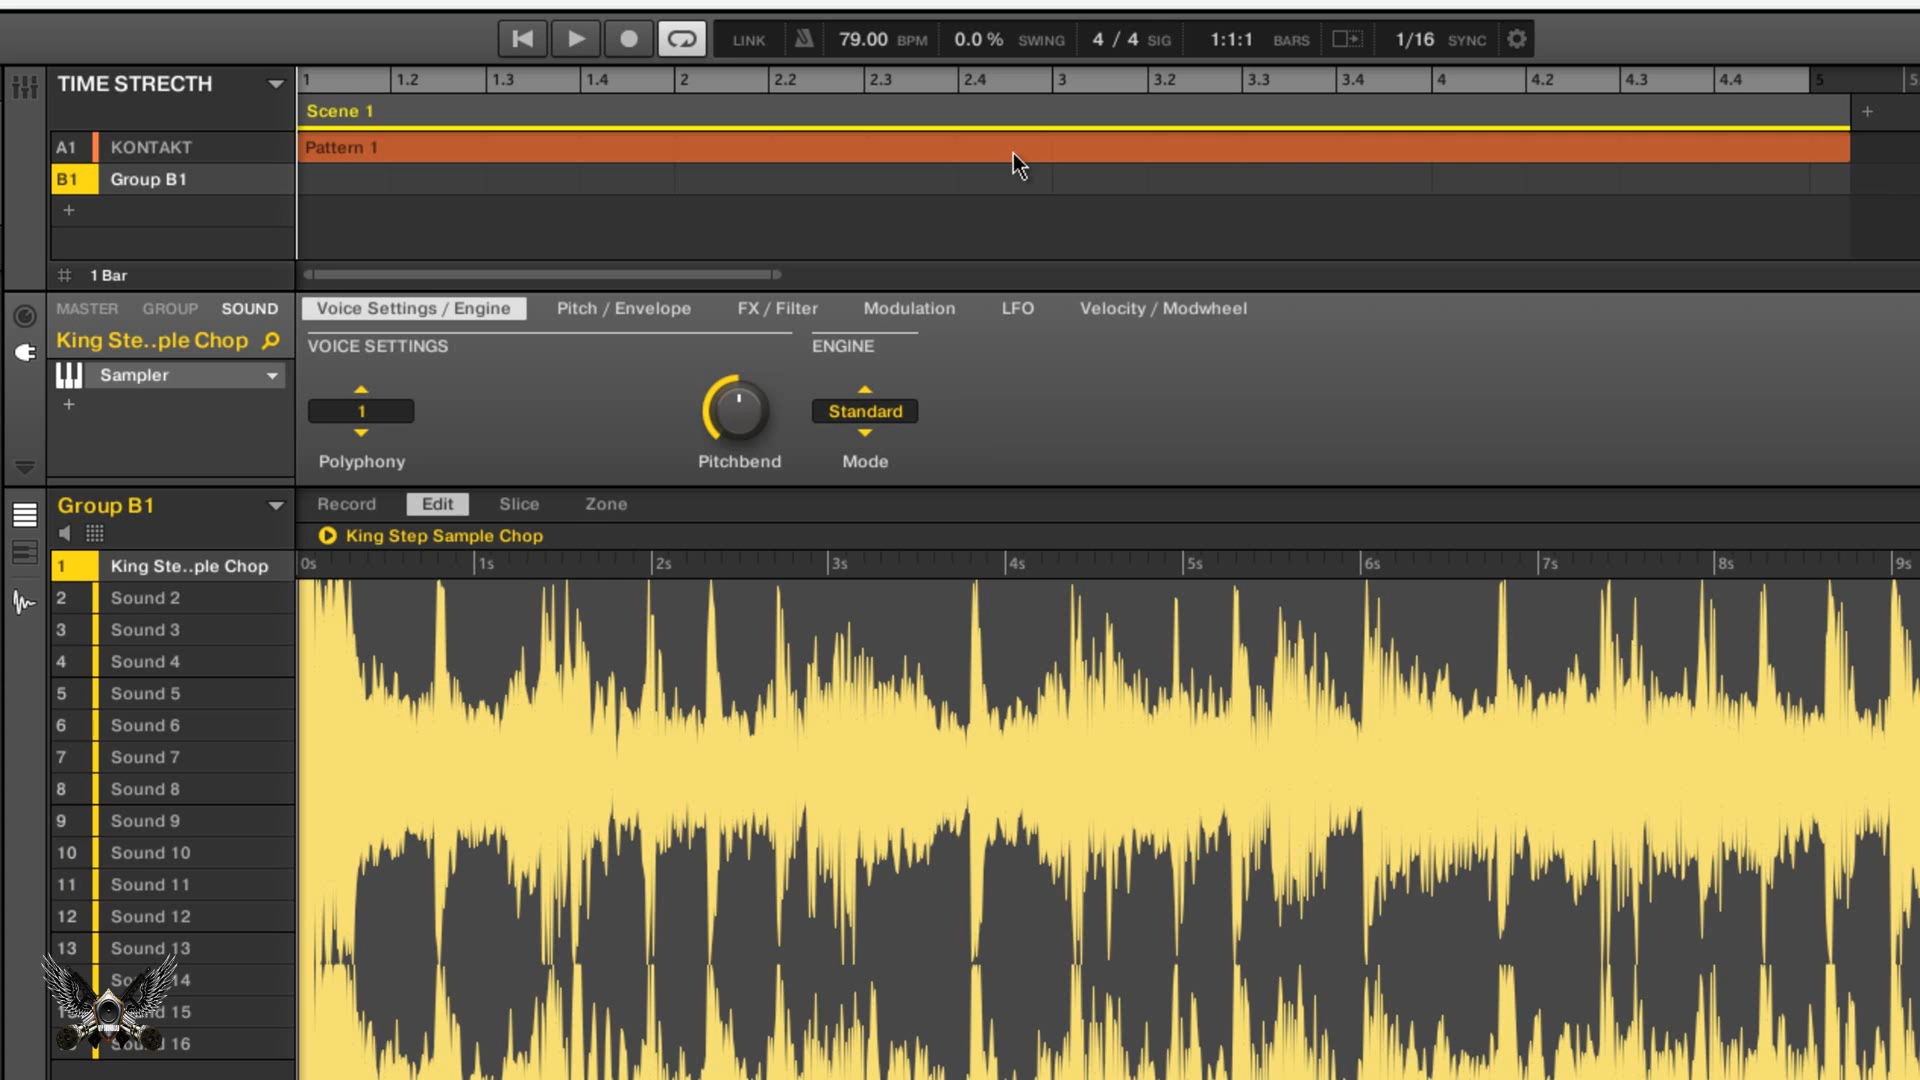 LINK 79.00 BPM 0.0 % SWING 4 / 4 SIG 1:1:1 BARS 1/16 SYNC
TIME STRECTH
1 1.2 1.3 1.4 2 2.2 2.3 2.4 3 3.2 3.3 3.4 4 4.2 4.3 4.4 5 5.
Scene 1 +
A1 KONTAKT
Pattern 1
B1 Group B1
+
1 Bar
MASTER GROUP SOUND
Voice Settings / Engine Pitch / Envelope FX / Filter Modulation LFO Velocity / Modwheel
King Ste..ple Chop
VOICE SETTINGS ENGINE
Sampler
+
1 Standard
Polyphony Pitchbend Mode
Group B1
Record Edit Slice Zone
King Step Sample Chop
0s 1s 2s 3s 4s 5s 6s 7s 8s 9s
1 King Ste..ple Chop
2 Sound 2
3 Sound 3
4 Sound 4
5 Sound 5
6 Sound 6
7 Sound 7
8 Sound 8
9 Sound 9
10 Sound 10
11 Sound 11
12 Sound 12
13 Sound 13
14
15
16